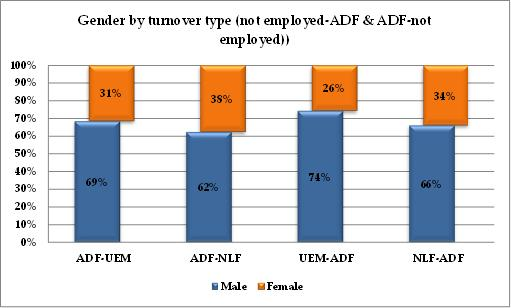 Gender by turnover type (not employed-ADF & ADF-not
employed))
100%
90%
80%
70%
60%
50%
40%
30%
20%
10%
0%
31%
38%
26%
34%
69%
62%
74%
66%
ADF-UEM
ADF-NLF
UEM-ADF
NLF-ADF
Male
Female